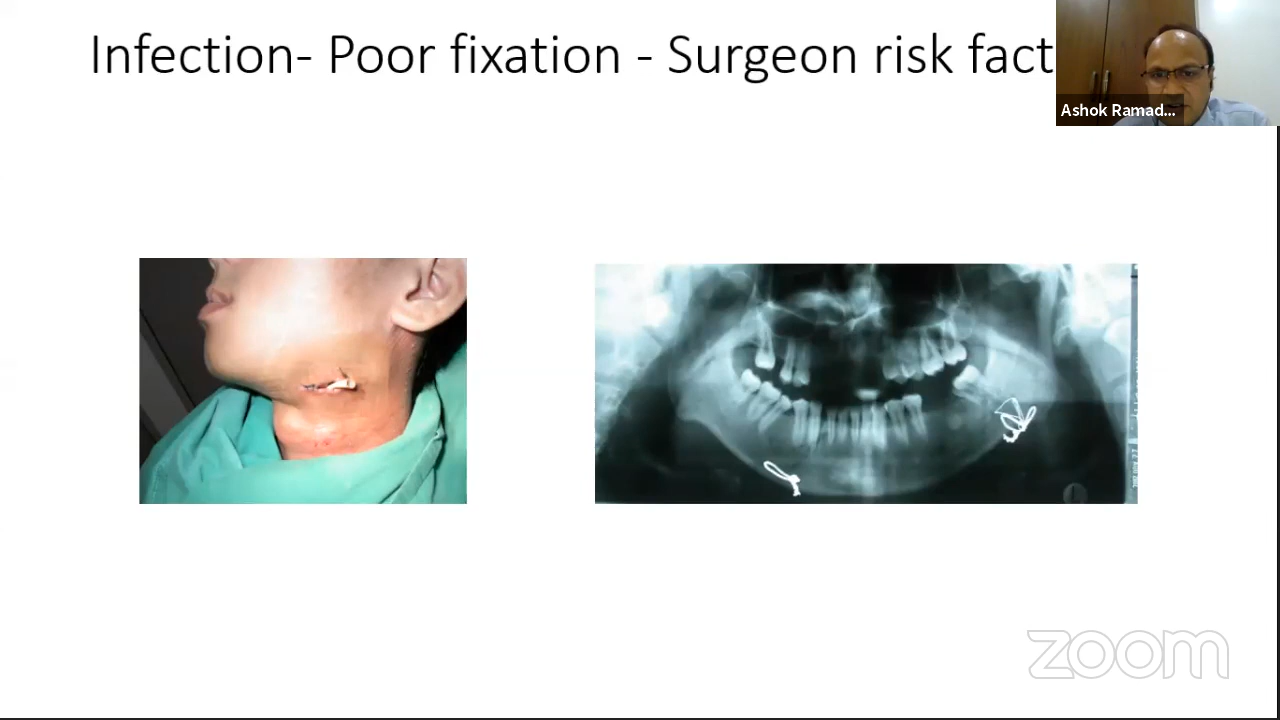 Infection- Poor fixation - Surgeon risk fact
Ashok Ramad...
L
zoom